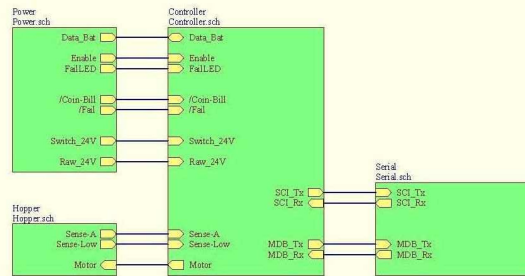 Power
Power.sch
Data_Bat
Enable
FailLED
/Coin-Bill
/Fail
Switch_24V
Raw_24V
Hopper
Hopper.sch
Sense-A
Sense-Low
Motor
Controller
Controller.sch
Data_Bat
Enable
FailLED
/Coin-Bill
/Fail
Switch_24V
Raw_24V
SCI_Tx
SCI_Rx
Sense-A
Sense-Low
MDB_Tx
MDB_Rx
Motor
Serial
Serial.sch
SCI_Tx
SCI_Rx
MDB_Tx
MDB_Rx